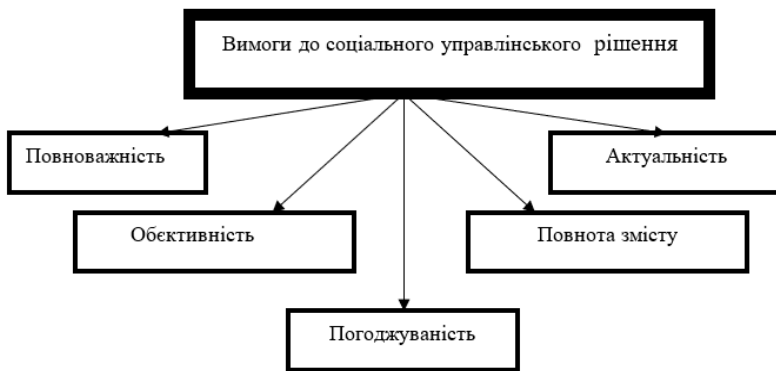 Вимоги до соціального управлінського рішення
Повноважність
Актуальність
Обєктивність
Повнота змісту
Погоджуваність